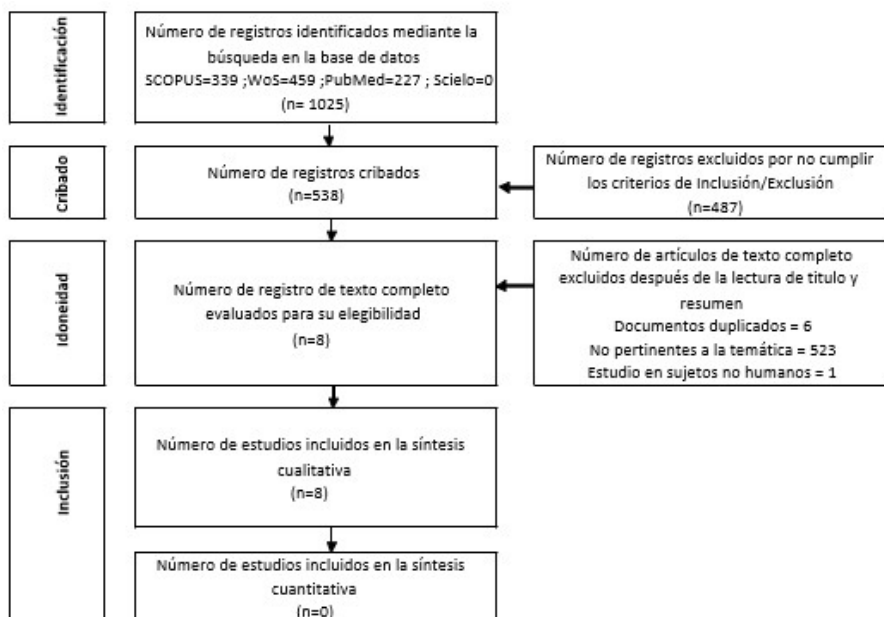 Identificación
Número de registros identificados mediante la
búsqueda en la base de datos
SCOPUS=339 ;WoS=459 ;PubMed=227 ; Scielo=0
(n= 1025)
Cribado
Número de registros cribados
(n=538)
Número de registros excluidos por no cumplir
los criterios de Inclusión/Exclusión
(n=487)
Idoneidad
Número de registro de texto completo
evaluados para su elegibilidad
(n=8)
Número de artículos de texto completo
excluidos después de la lectura de titulo y
resumen
Documentos duplicados = 6
No pertinentes a la temática = 523
Estudio en sujetos no humanos = 1
Inclusión
Número de estudios incluidos en la síntesis
cualitativa
(n=8)
Número de estudios incluidos en la síntesis
cuantitativa
(n=0)